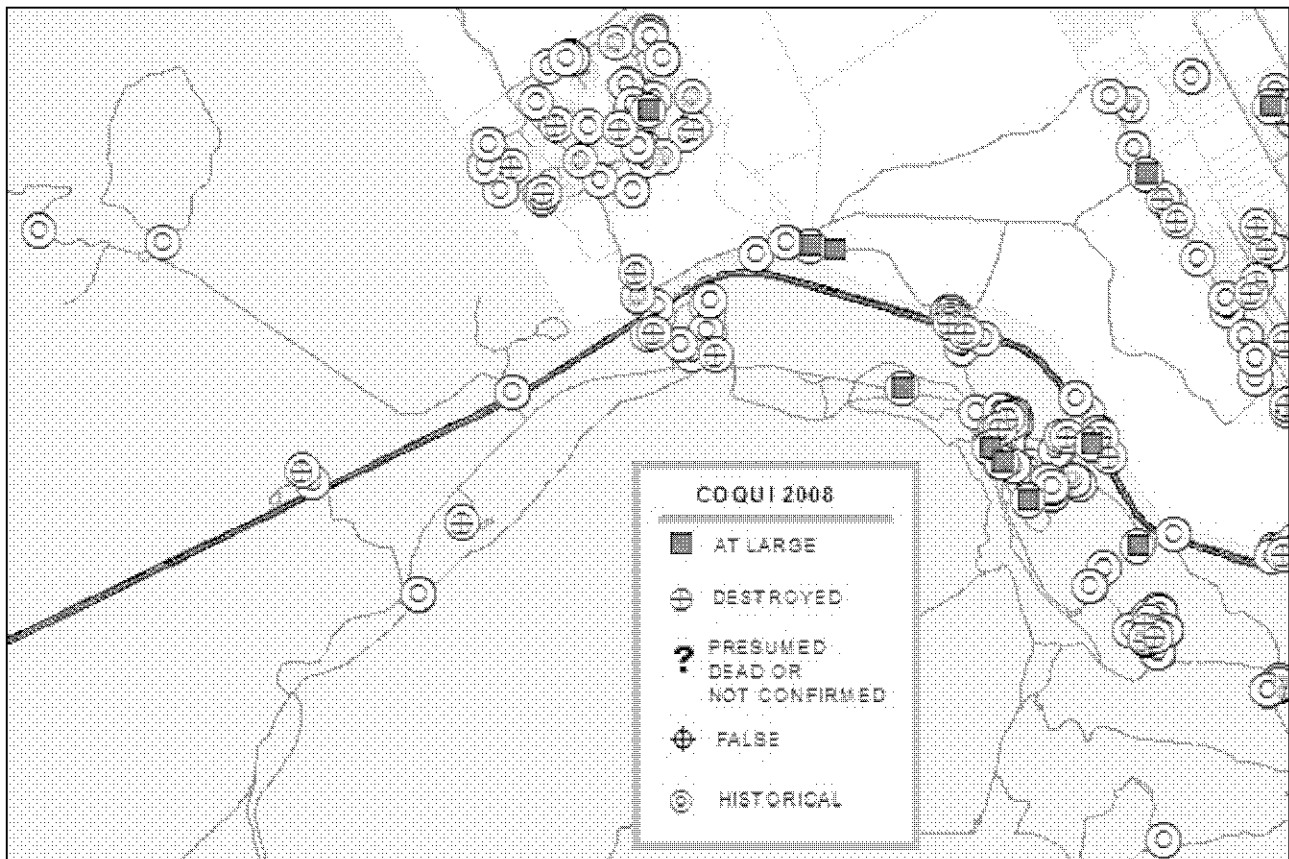 COQUI 2008
AT LARGE
DESTROYED
? PRESUMED
DEAD OR
NOT CONFIRMED
FALSE
HISTORICAL